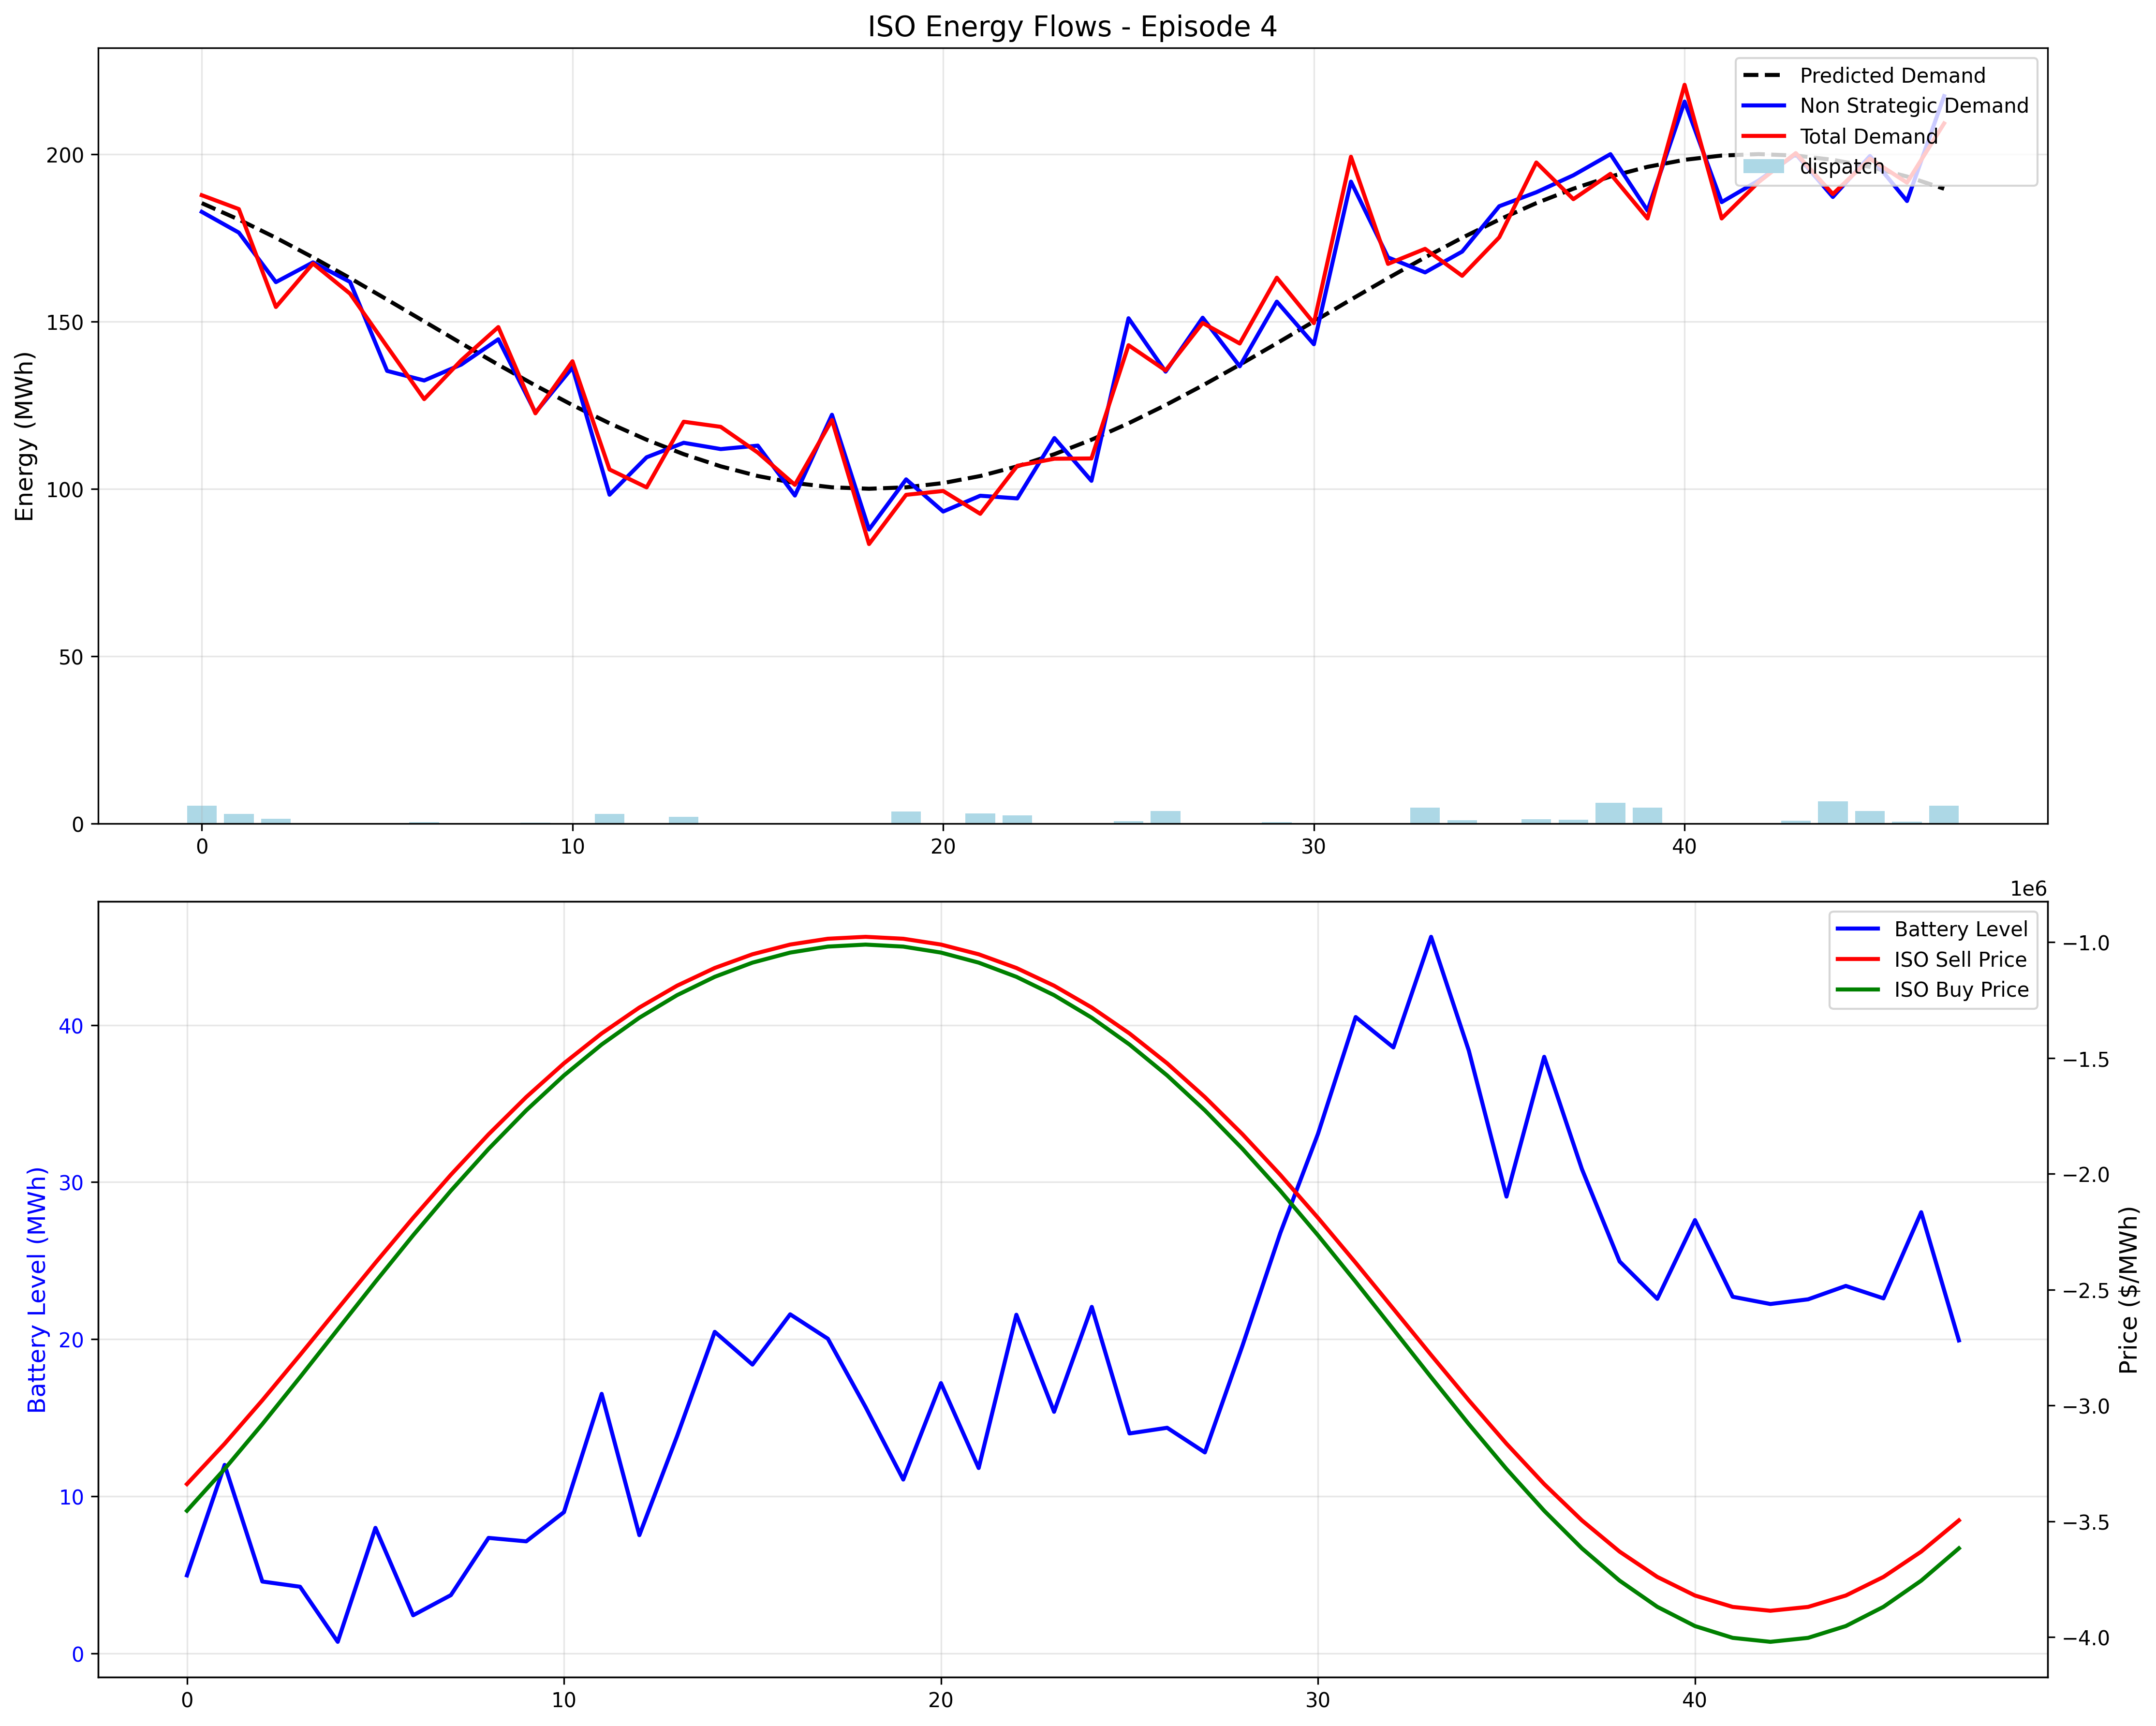 ISO Energy Flows - Episode 4
Energy (MWh)
200
150
100
50
0
0 10 20 30 40
Predicted Demand
Non Strategic Demand
Total Demand
dispatch
1e6
Battery Level (MWh)
40
30
20
10
0
0 10 20 30 40
Battery Level
ISO Sell Price
ISO Buy Price
−1.0
−1.5
−2.0
−2.5
−3.0
−3.5
−4.0
Price ($/MWh)